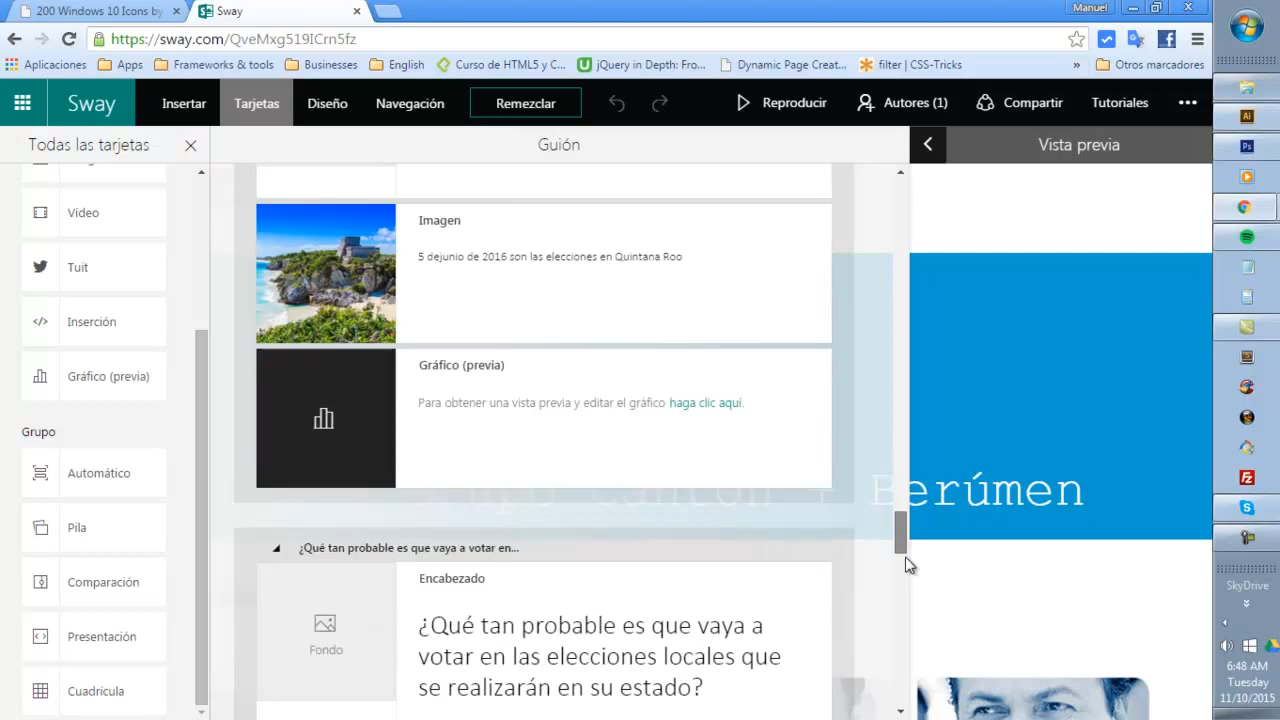 200 Windows 10 Icons by
Sway
Manuel
https://sway.com/QveMxg519ICrn5fz
Aplicaciones
Apps
Frameworks & tools
Businesses
English
Curso de HTML5 y C...
jQuery in Depth: Fro...
Dynamic Page Creat...
filter | CSS-Tricks
»
Otros marcadores
Sway
Insertar
Tarjetas
Diseño
Navegación
Remezclar
Reproducir
Autores (1)
Compartir
Tutoriales
Todas las tarjetas
Guión
Vista previa
Vídeo
Tuit
Inserción
Gráfico (previa)
Grupo
Automático
Pila
Comparación
Presentación
Cuadrícula
Imagen
5 dejunio de 2016 son las elecciones en Quintana Roo
Gráfico (previa)
Para obtener una vista previa y editar el gráfico haga clic aquí.
Y Berúmen
¿Qué tan probable es que vaya a votar en...
Encabezado
Fondo
¿Qué tan probable es que vaya a
votar en las elecciones locales que
se realizarán en su estado?
Ai
Ps
SkyDrive
6:48 AM
Tuesday
11/10/2015